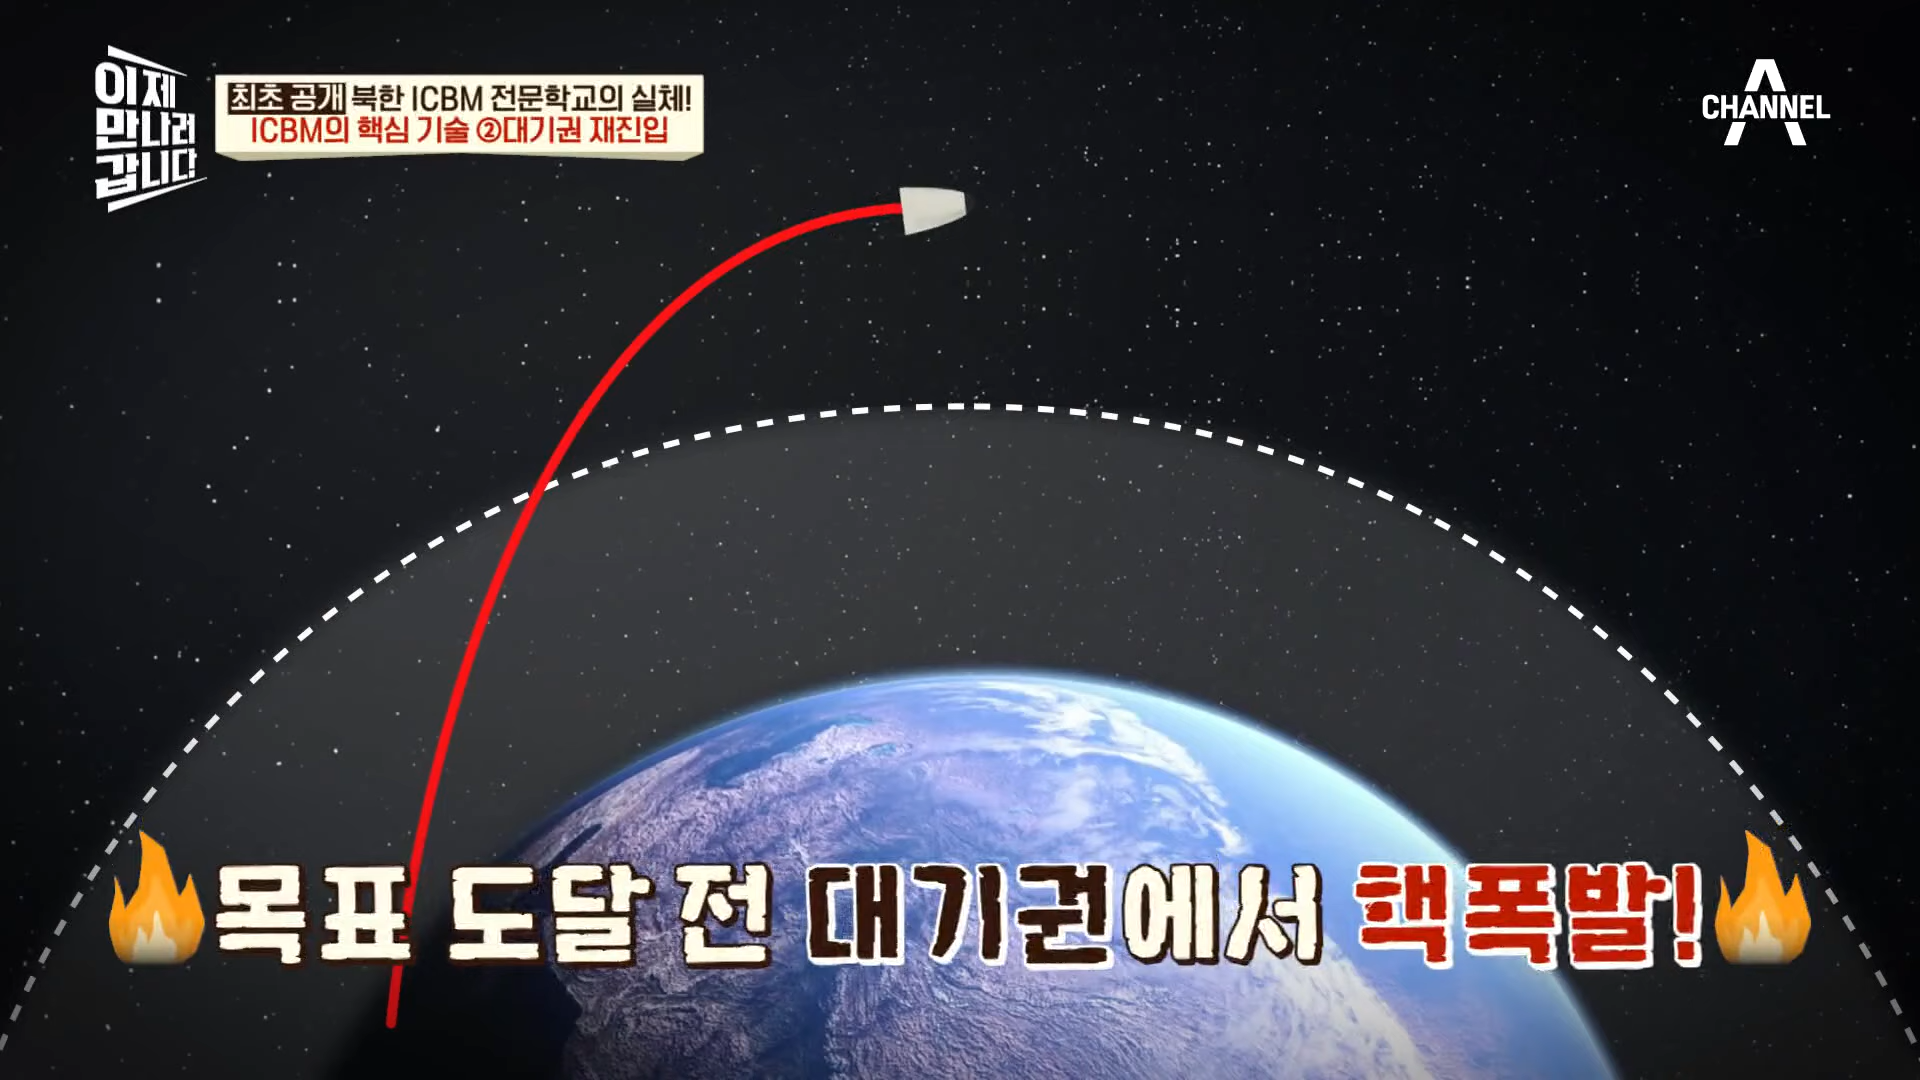 이제
만나러
갑니다
최초 공개 북한 ICBM 전문학교의 실체!
ICBM의 핵심 기술 ②대기권 재진입
CHANNEL A
목표 도달 전 대기권에서 핵폭발!